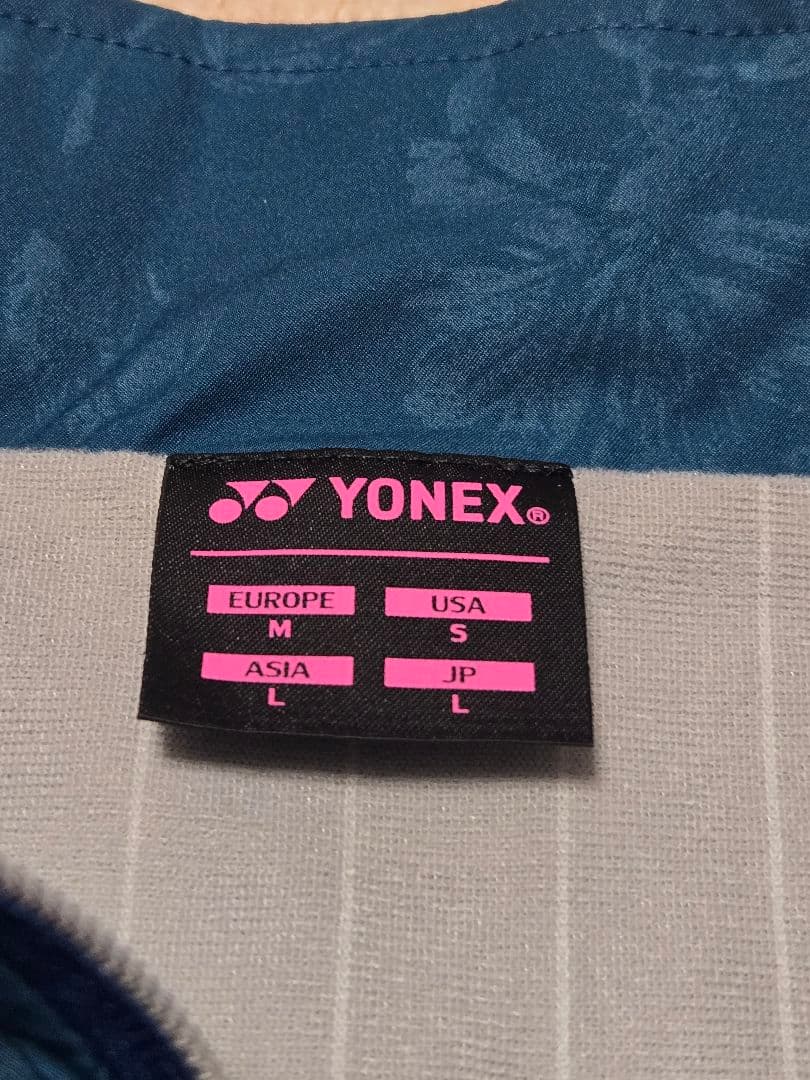 YONEX®
EUROPE USA
M S
ASIA JP
L L